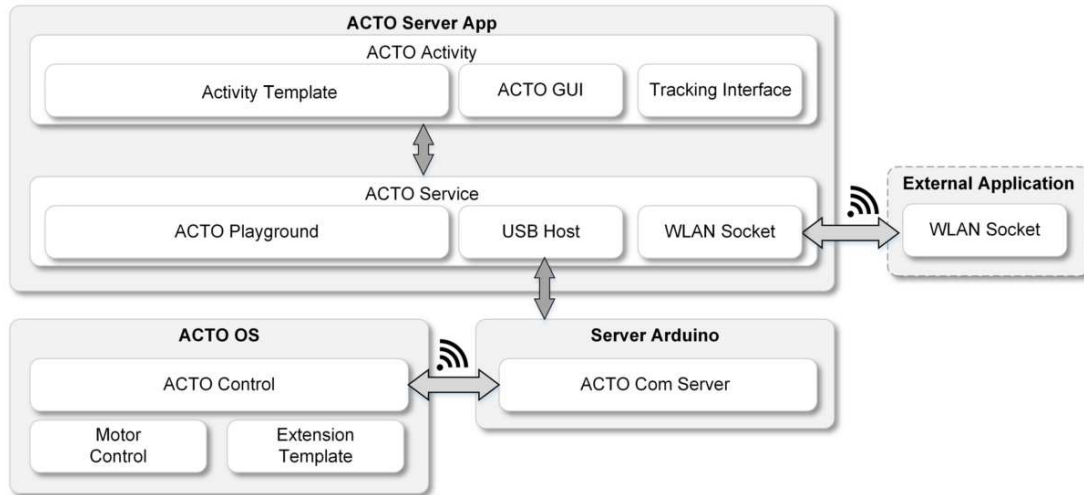 ACTO Server App
ACTO Activity
Activity Template
ACTO GUI
Tracking Interface
ACTO Service
ACTO Playground
USB Host
WLAN Socket
External Application
WLAN Socket
ACTO OS
ACTO Control
Motor
Control
Extension
Template
Server Arduino
ACTO Com Server